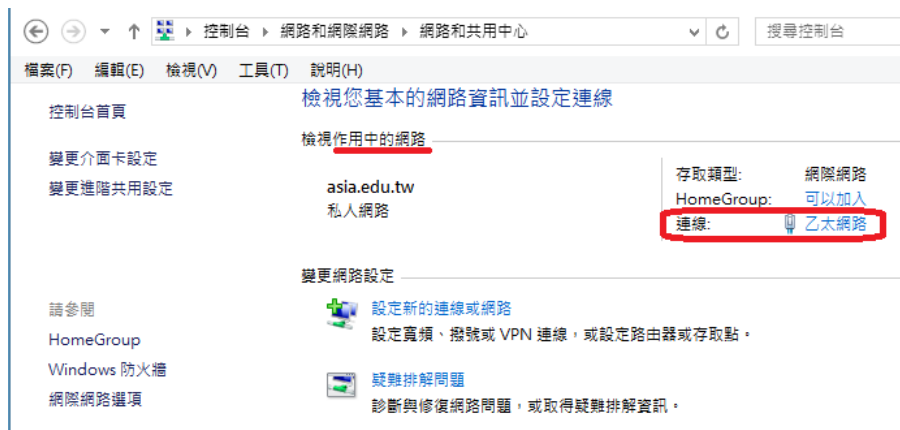 控制台 ▸ 網路和網際網路 ▸ 網路和共用中心
搜尋控制台
檔案(F) 編輯(E) 檢視(V) 工具(T) 說明(H)
控制台首頁
變更介面卡設定
變更進階共用設定
檢視您基本的網路資訊並設定連線
檢視作用中的網路
asia.edu.tw
私人網路
存取類型: 網際網路
HomeGroup: 可以加入
連線: 乙太網路
變更網路設定
設定新的連線或網路
設定寬頻、撥號或 VPN 連線，或設定路由器或存取點。
疑難排解問題
診斷與修復網路問題，或取得疑難排解資訊。
請參閱
HomeGroup
Windows 防火牆
網際網路選項